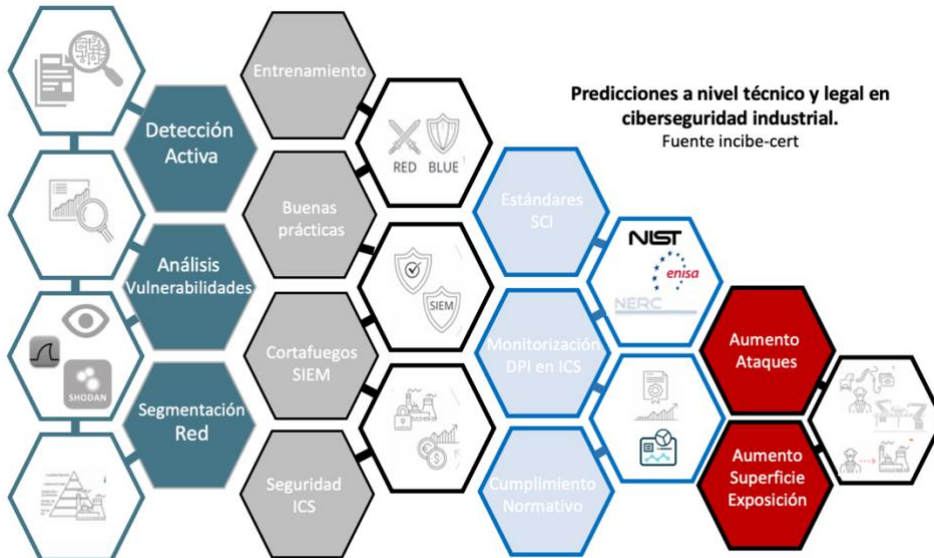 Predicciones a nivel técnico y legal en
ciberseguridad industrial.
Fuente incibe-cert
Detección
Activa
Análisis
Vulnerabilidades
Segmentación
Red
SHODAN
Entrenamiento
Buenas
prácticas
Cortafuegos
SIEM
Seguridad
ICS
RED
BLUE
SIEM
Estándares
SCI
Monitorización
DPI en ICS
Cumplimiento
Normativo
NIST
enisa
NERC
Aumento
Ataques
Aumento
Superficie
Exposición